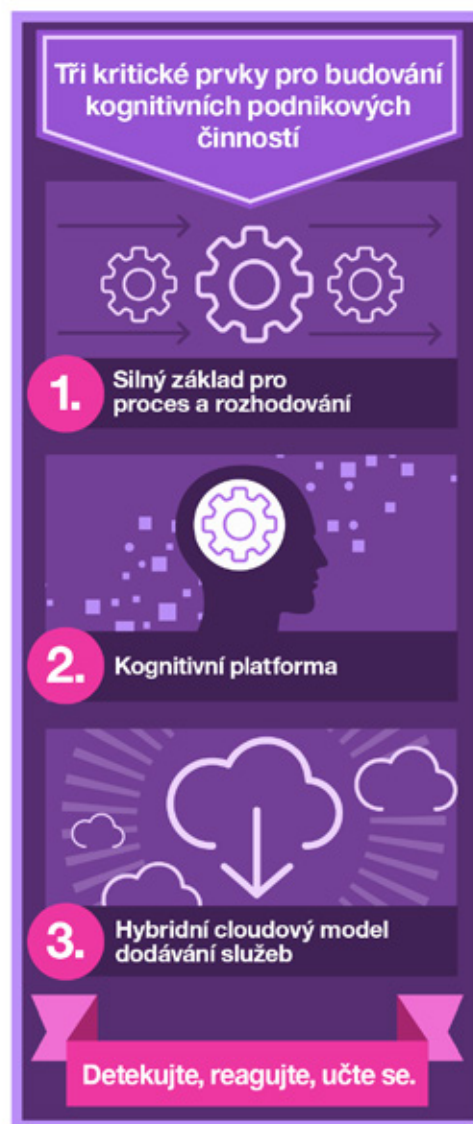 Tři kritické prvky pro budování
kognitivních podnikových
činností
1.
Silný základ pro
proces a rozhodování
2.
Kognitivní platforma
3.
Hybridní cloudový model
dodávání služeb
Detekujte, reagujte, učte se.